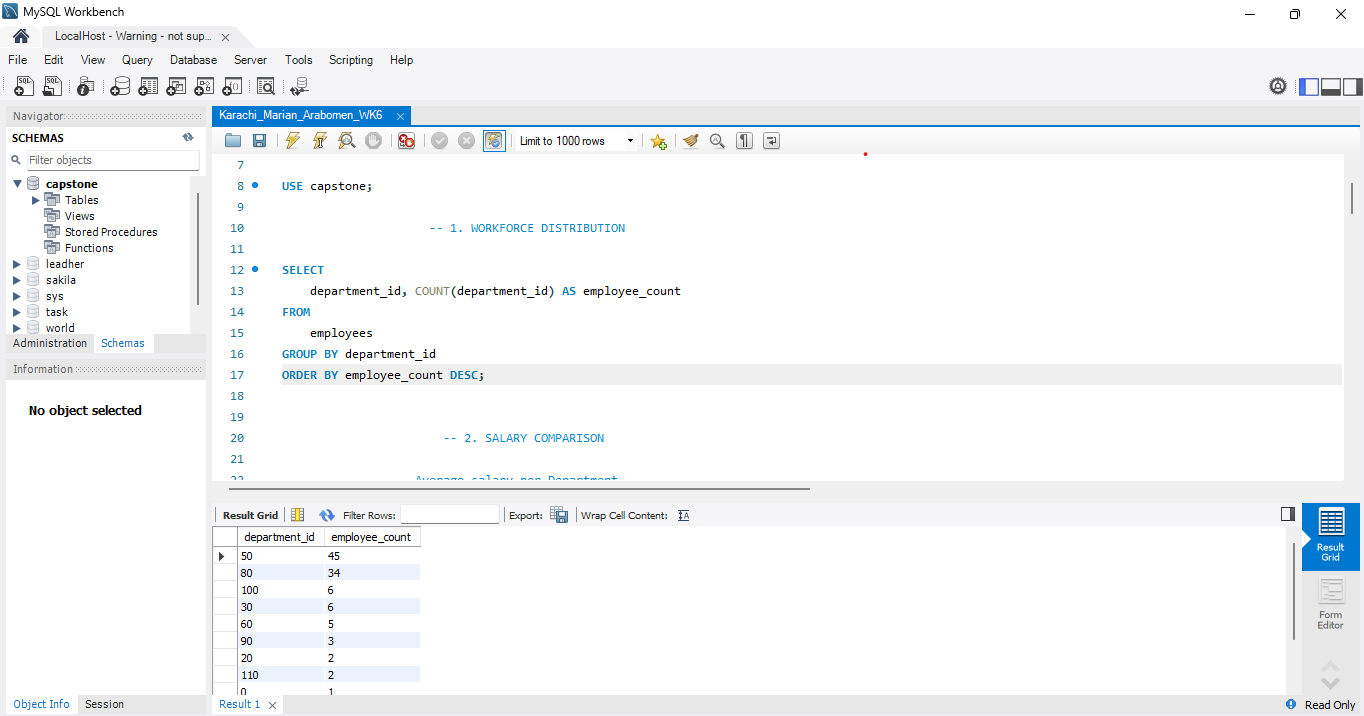 MySQL Workbench
LocalHost - Warning - not sup...
File Edit View Query Database Server Tools Scripting Help
Navigator
SCHEMAS
Filter objects
capstone
Tables
Views
Stored Procedures
Functions
leadher
sakila
sys
task
world
Administration Schemas
Information
No object selected
Object Info Session
Karachi_Marian_Arabomen_WK6
Limit to 1000 rows
7
8 USE capstone;
9
10 -- 1. WORKFORCE DISTRIBUTION
11
12 SELECT
13 department_id, COUNT(department_id) AS employee_count
14 FROM
15 employees
16 GROUP BY department_id
17 ORDER BY employee_count DESC;
18
19
20 -- 2. SALARY COMPARISON
21
22 Average salary per Department
Result Grid Filter Rows: Export: Wrap Cell Content:
department_id employee_count
50 45
80 34
100 6
30 6
60 5
90 3
20 2
110 2
0 1
Result 1
Result
Grid
Form
Editor
Read Only